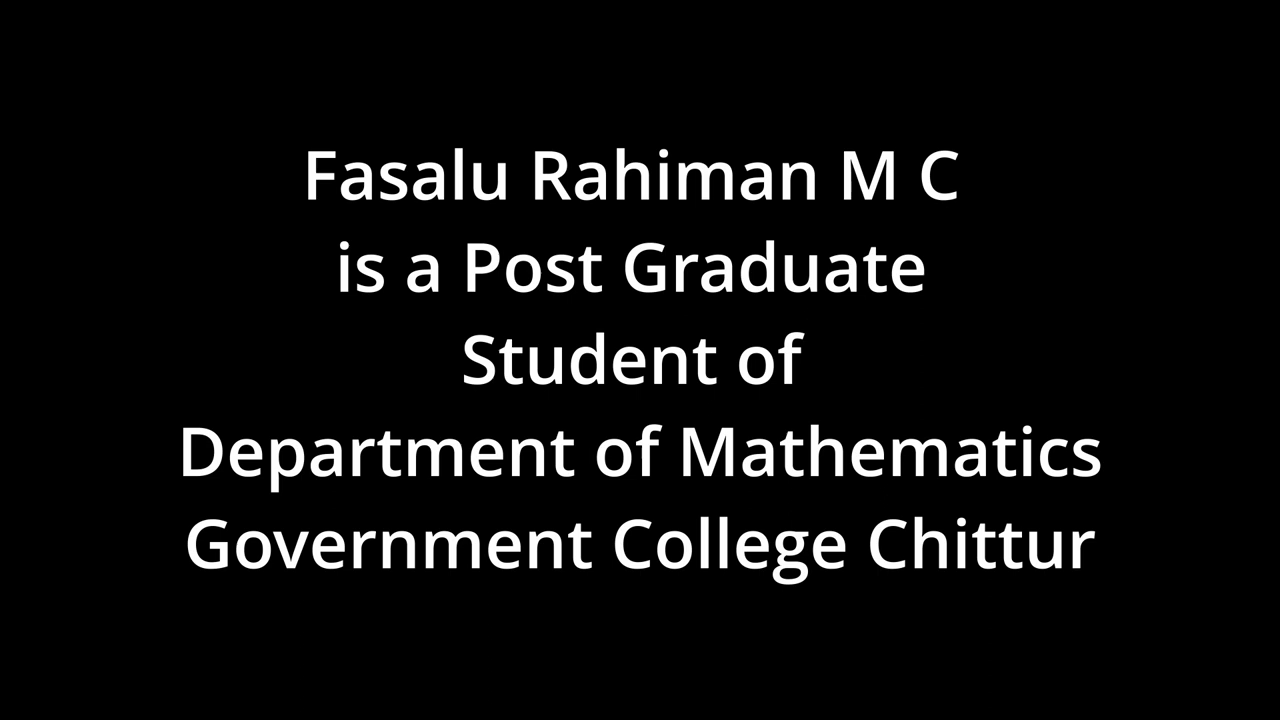 Fasalu Rahiman M C
is a Post Graduate
Student of
Department of Mathematics
Government College Chittur